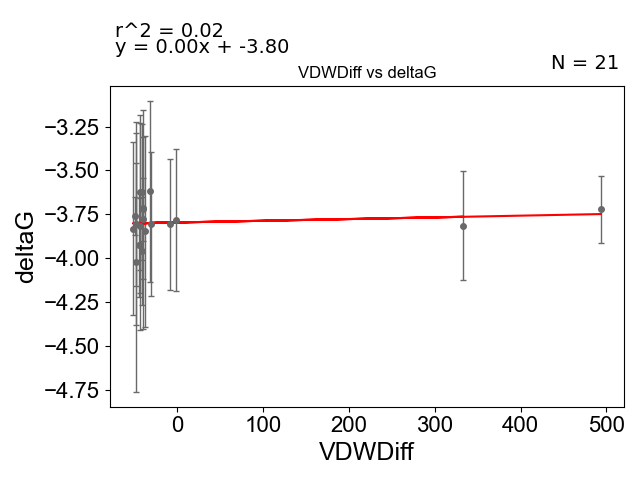 r^2 = 0.02
y = 0.00x + -3.80
N = 21
VDWDiff vs deltaG
−3.25
−3.50
−3.75
−4.00
−4.25
−4.50
−4.75
deltaG
0 100 200 300 400 500
VDWDiff